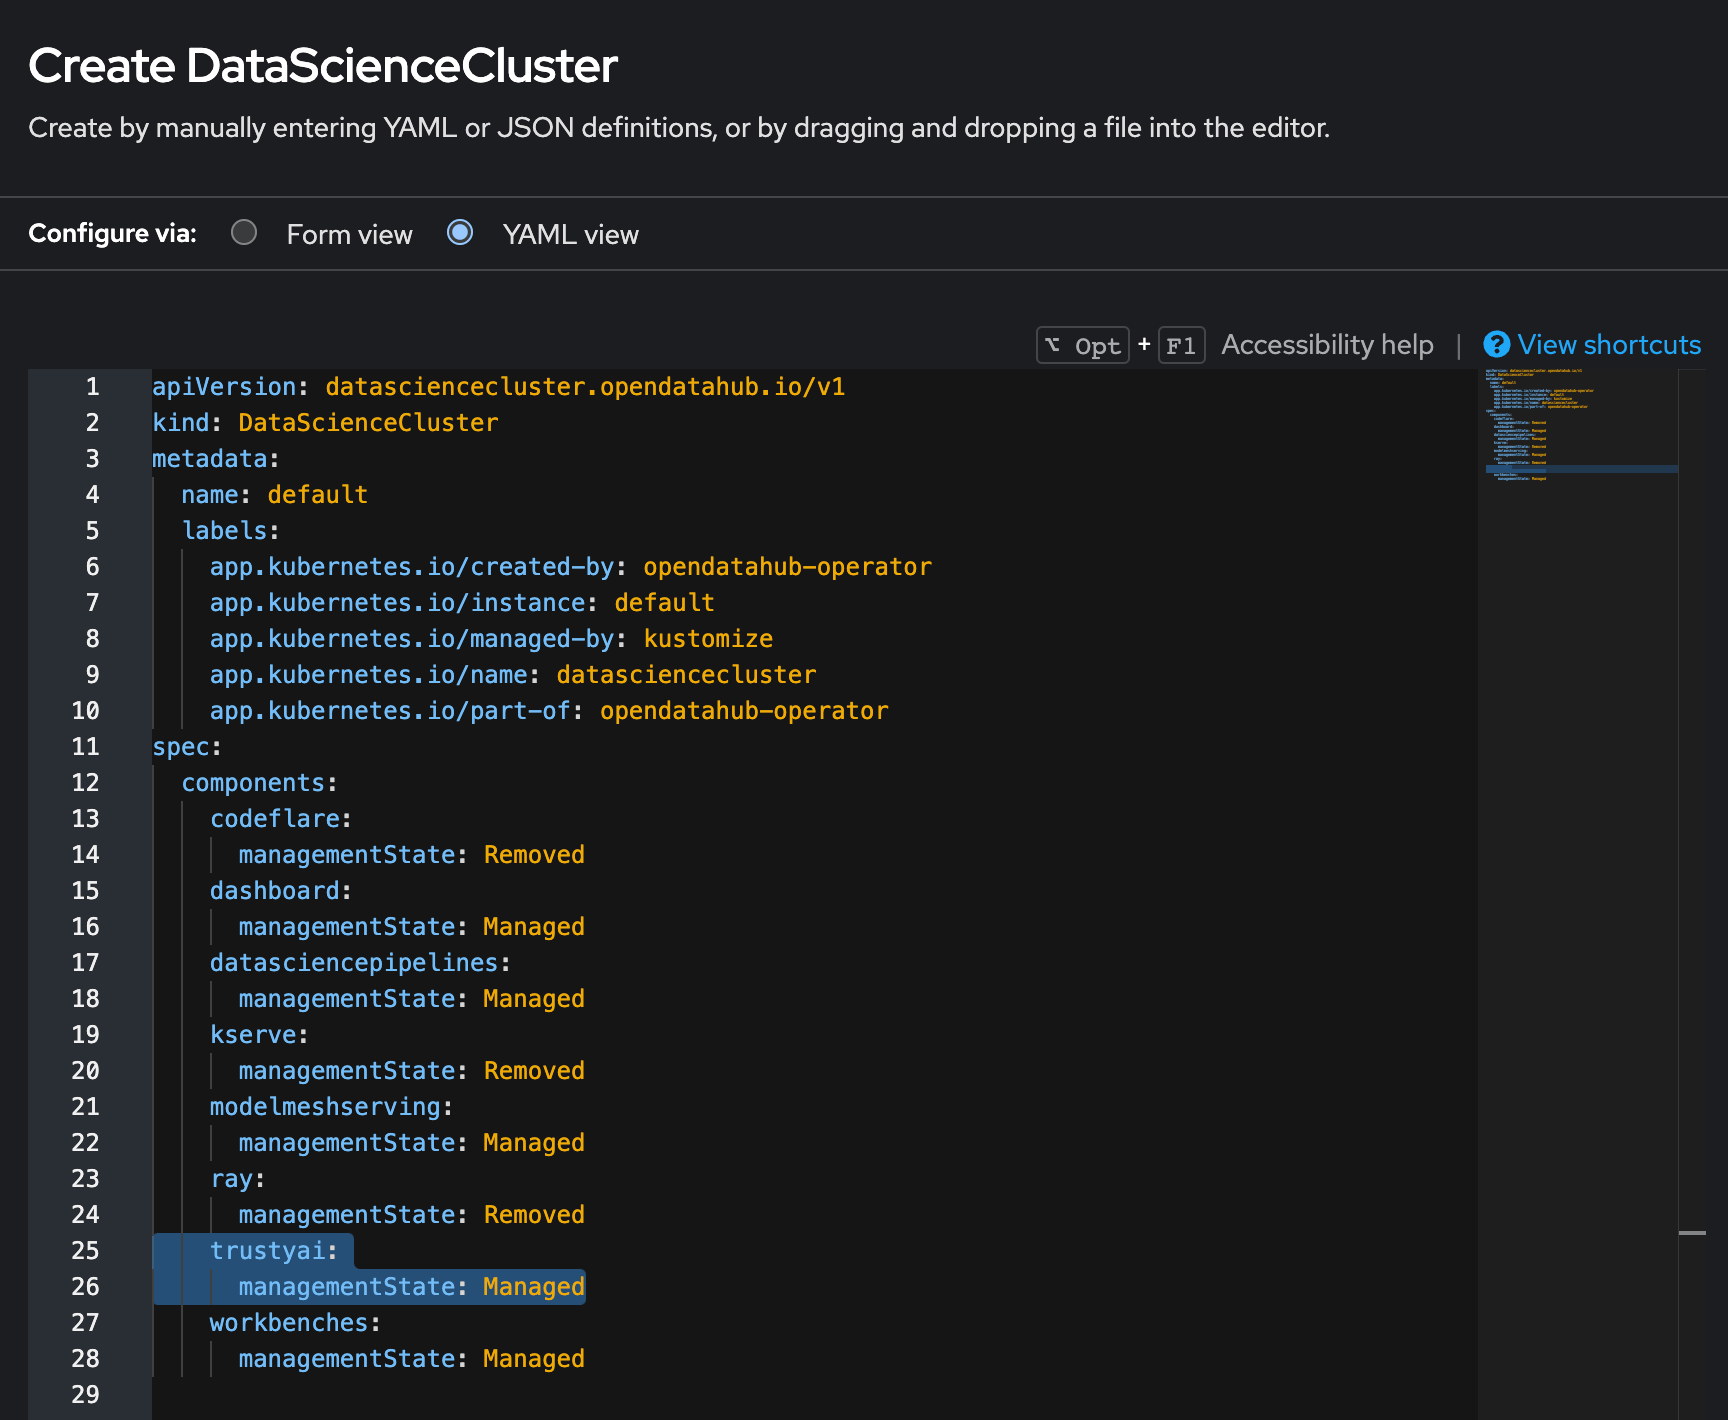 Create DataScienceCluster
Create by manually entering YAML or JSON definitions, or by dragging and dropping a file into the editor.
Configure via: Form view YAML view
⌥ Opt + F1 Accessibility help | View shortcuts
1 apiVersion: datasciencecluster.opendatahub.io/v1
2 kind: DataScienceCluster
3 metadata:
4   name: default
5   labels:
6     app.kubernetes.io/created-by: opendatahub-operator
7     app.kubernetes.io/instance: default
8     app.kubernetes.io/managed-by: kustomize
9     app.kubernetes.io/name: datasciencecluster
10     app.kubernetes.io/part-of: opendatahub-operator
11 spec:
12   components:
13     codeflare:
14       managementState: Removed
15     dashboard:
16       managementState: Managed
17     datasciencepipelines:
18       managementState: Managed
19     kserve:
20       managementState: Removed
21     modelmeshserving:
22       managementState: Managed
23     ray:
24       managementState: Removed
25     trustyai:
26       managementState: Managed
27     workbenches:
28       managementState: Managed
29